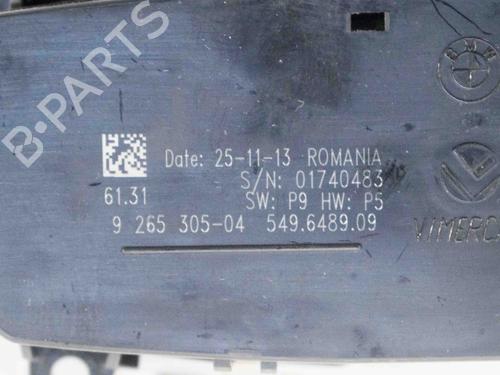 B-PARTS
BMW
Date: 25-11-13 ROMANIA
S/N: 01740483
61.31 SW: P9 HW: P5
9 265 305-04 549.6489.09